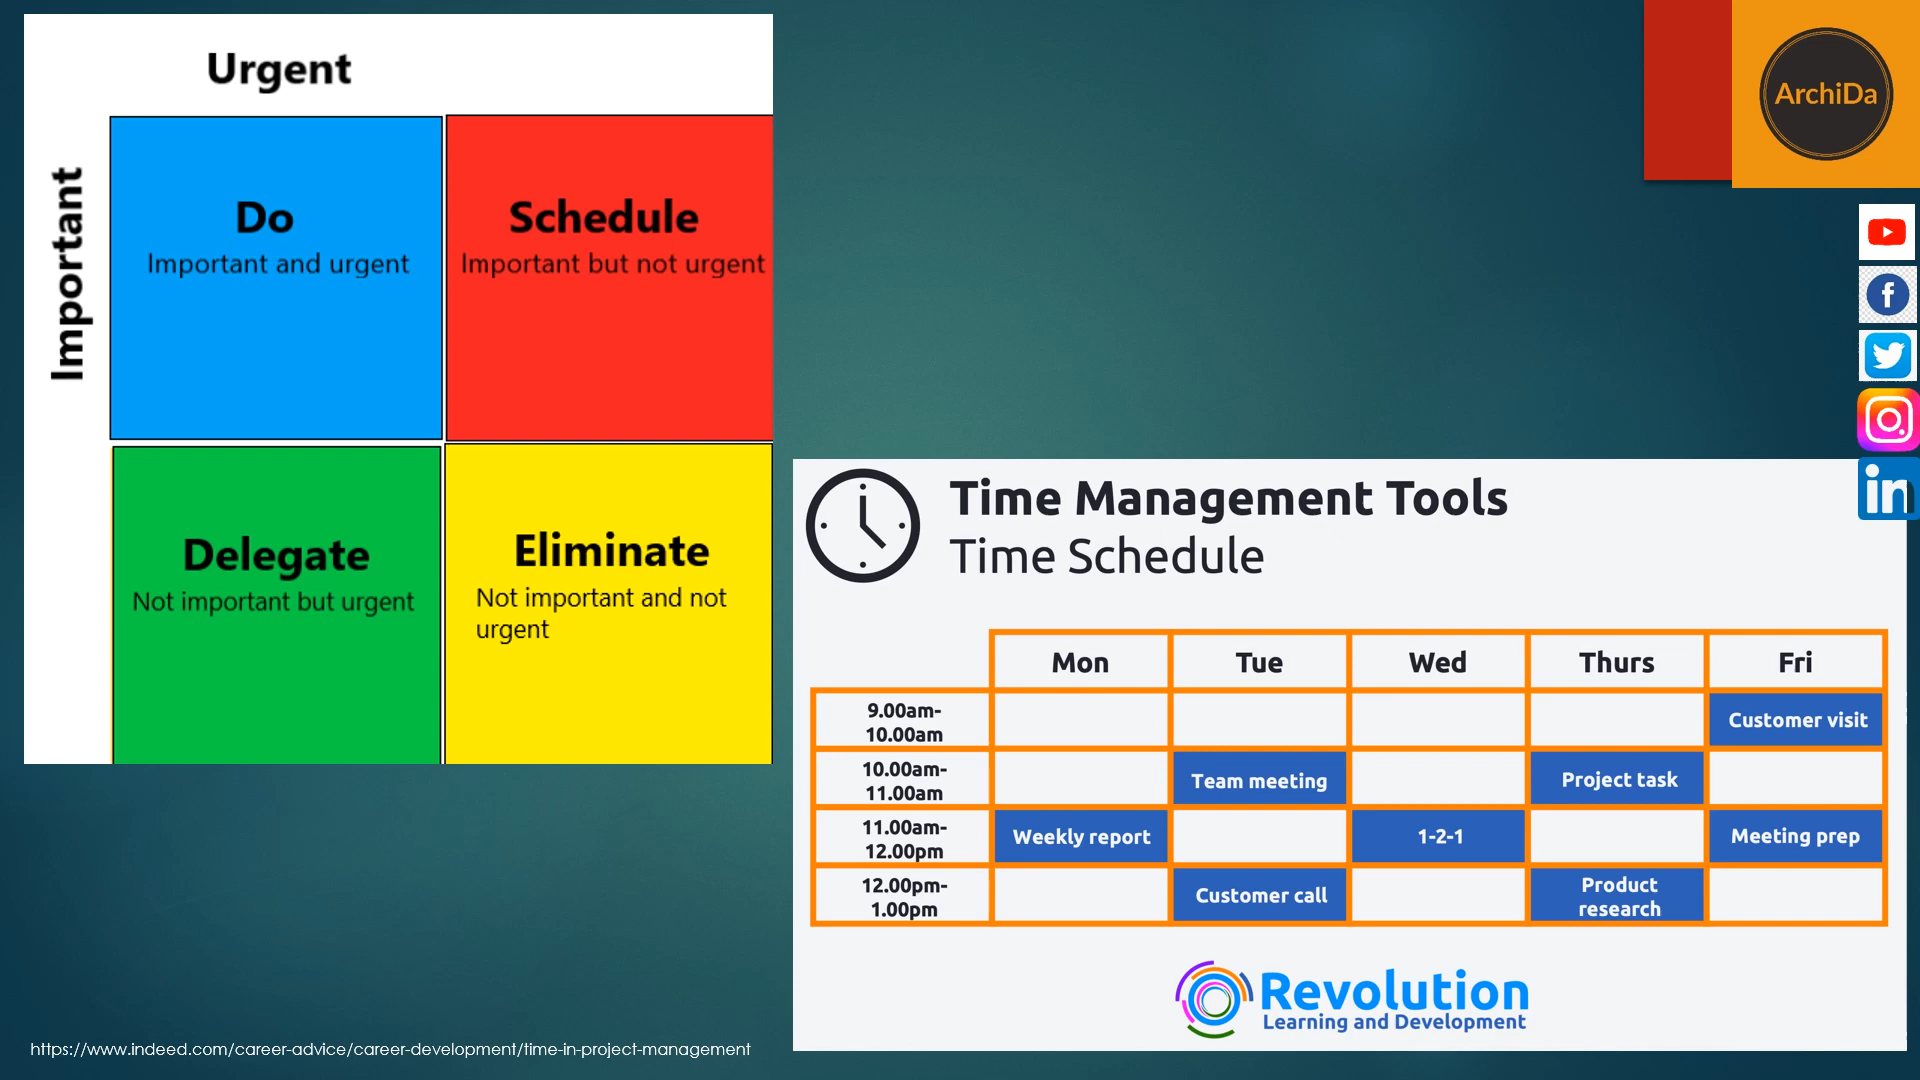 Urgent
Important
Do
Important and urgent
Schedule
Important but not urgent
Delegate
Not important but urgent
Eliminate
Not important and not
urgent
https://www.indeed.com/career-advice/career-development/time-in-project-management
ArchiDa
f
in
Time Management Tools
Time Schedule
Mon Tue Wed Thurs Fri
9.00am-
10.00am
Customer visit
10.00am-
11.00am
Team meeting
Project task
11.00am-
12.00pm
Weekly report
1-2-1
Meeting prep
12.00pm-
1.00pm
Customer call
Product
research
Revolution
Learning and Development